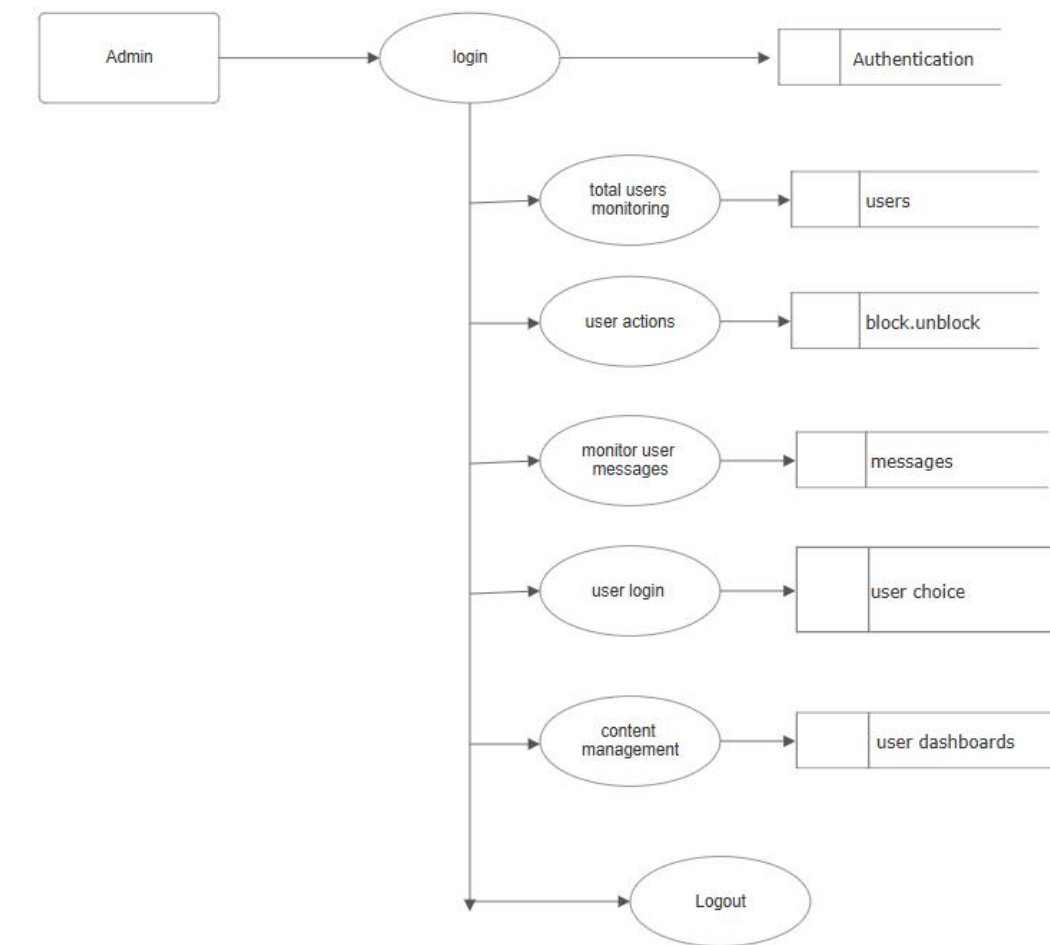 Admin
login
Authentication
total users
monitoring
users
user actions
block.unblock
monitor user
messages
messages
user login
user choice
content
management
user dashboards
Logout